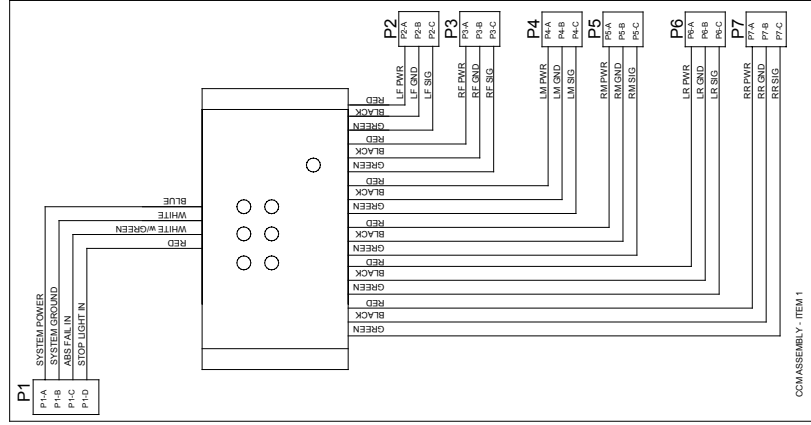 P2
P2-A
P2-B
P2-C
P3
P3-A
P3-B
P3-C
P4
P4-A
P4-B
P4-C
P5
P5-A
P5-B
P5-C
P6
P6-A
P6-B
P6-C
P7
P7-A
P7-B
P7-C
LF PWR
LF GND
LF SIG
RF PWR
RF GND
RF SIG
LM PWR
LM GND
LM SIG
RM PWR
RM GND
RM SIG
LR PWR
LR GND
LR SIG
RR PWR
RR GND
RR SIG
RED
BLACK
GREEN
RED
BLACK
GREEN
RED
BLACK
GREEN
RED
BLACK
GREEN
RED
BLACK
GREEN
RED
BLACK
GREEN
BLUE
WHITE
WHITE W/GREEN
RED
SYSTEM POWER
SYSTEM GROUND
ABS FAIL IN
STOP LIGHT IN
P1
P1-A
P1-B
P1-C
P1-D
CCM ASSEMBLY - ITEM 1